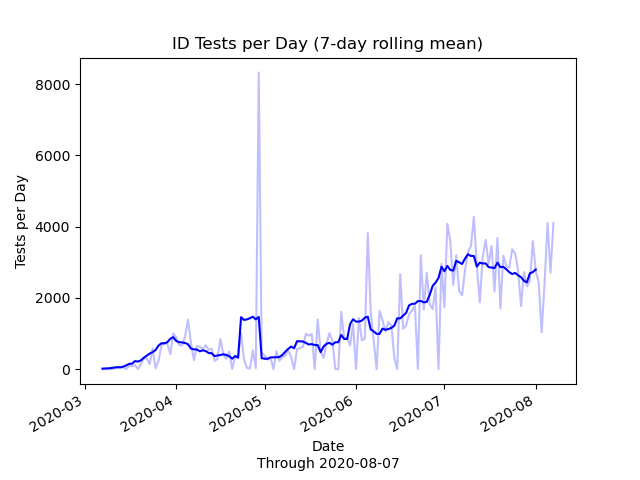 ID Tests per Day (7-day rolling mean)
8000
6000
4000
2000
0
Tests per Day
2020-03
2020-04
2020-05
2020-06
2020-07
2020-08
Date
Through 2020-08-07